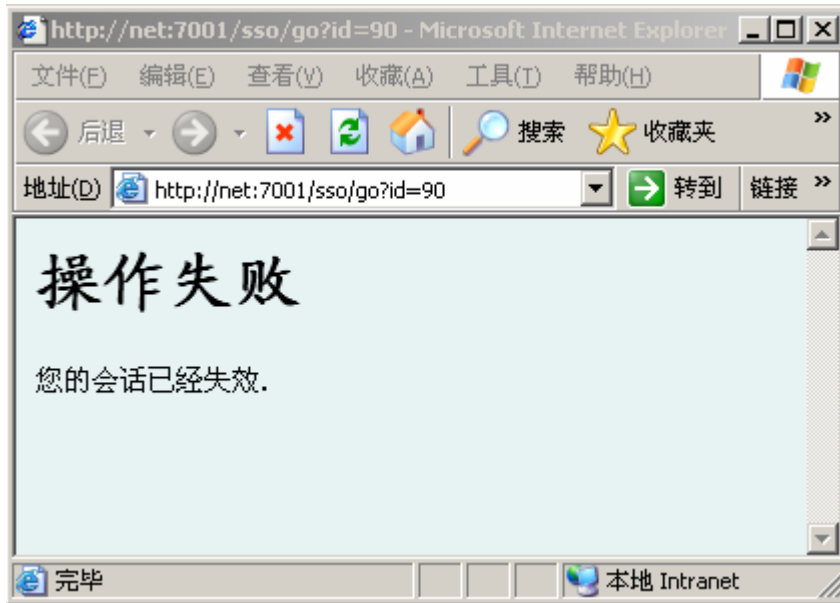 http://net:7001/sso/go?id=90 - Microsoft Internet Explorer
文件(F) 编辑(E) 查看(V) 收藏(A) 工具(T) 帮助(H)
后退 搜索 收藏夹 »
地址(D) http://net:7001/sso/go?id=90 转到 链接 »
操作失败
您的会话已经失效.
完毕 本地 Intranet